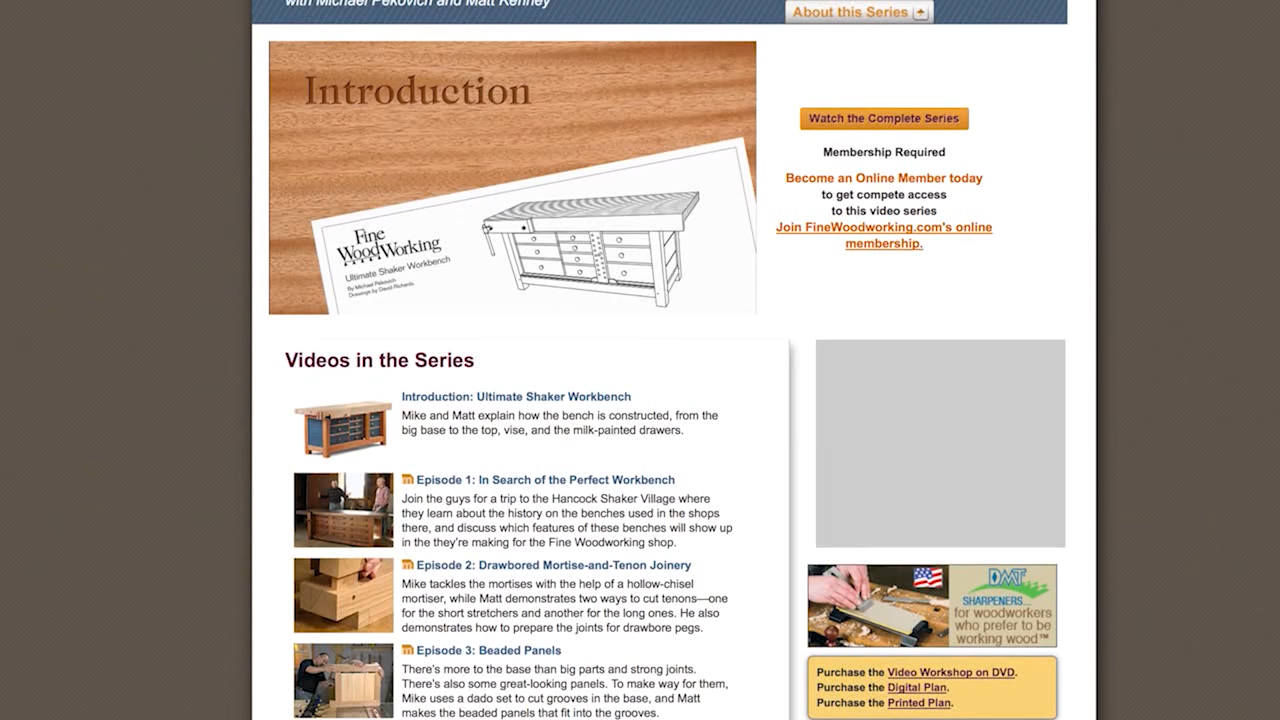 with Michael Pekovich and Matt Kenney
About this Series
Introduction
Fine
WoodWorking
Ultimate Shaker Workbench
By Michael Pekovich
Drawings by David Richards
Watch the Complete Series
Membership Required
Become an Online Member today
to get compete access
to this video series
Join FineWoodworking.com's online
membership.
Videos in the Series
Introduction: Ultimate Shaker Workbench
Mike and Matt explain how the bench is constructed, from the
big base to the top, vise, and the milk-painted drawers.
m Episode 1: In Search of the Perfect Workbench
Join the guys for a trip to the Hancock Shaker Village where
they learn about the history on the benches used in the shops
there, and discuss which features of these benches will show up
in the they're making for the Fine Woodworking shop.
m Episode 2: Drawbored Mortise-and-Tenon Joinery
Mike tackles the mortises with the help of a hollow-chisel
mortiser, while Matt demonstrates two ways to cut tenons—one
for the short stretchers and another for the long ones. He also
demonstrates how to prepare the joints for drawbore pegs.
m Episode 3: Beaded Panels
There's more to the base than big parts and strong joints.
There's also some great-looking panels. To make way for them,
Mike uses a dado set to cut grooves in the base, and Matt
makes the beaded panels that fit into the grooves.
DMT
SHARPENERS...
for woodworkers
who prefer to be
working wood™
Purchase the Video Workshop on DVD.
Purchase the Digital Plan.
Purchase the Printed Plan.